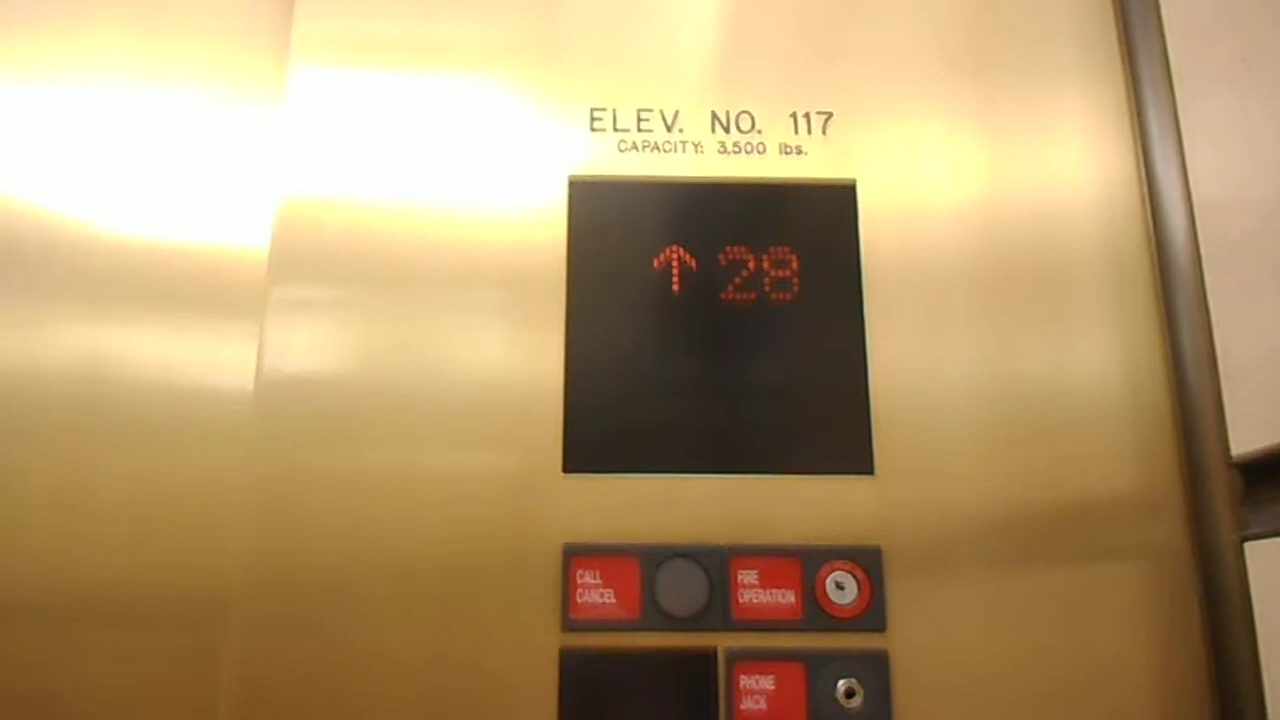 ELEV. NO. 117
CAPACITY: 3,500 lbs.
↑ 28
CALL
CANCEL
FIRE
OPERATION
PHONE
JACK